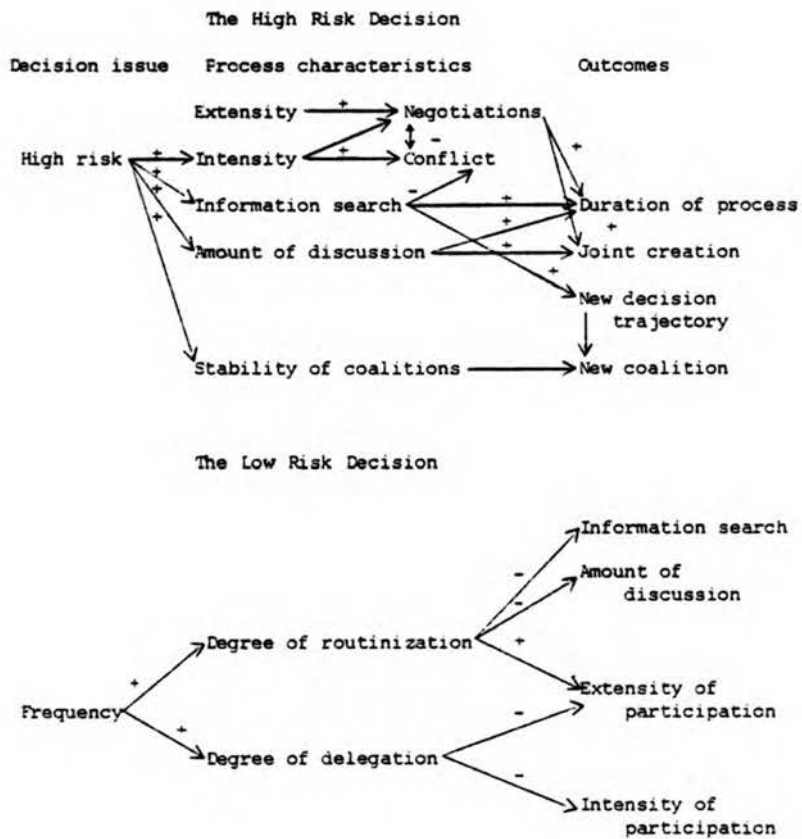 The High Risk Decision
Decision issue Process characteristics Outcomes
Extensity + Negotiations
- +
High risk + Intensity + Conflict
+
+ Information search - + Duration of process
+ + +
Amount of discussion + Joint creation
+
New decision
trajectory
Stability of coalitions New coalition
The Low Risk Decision
Information search
- Amount of
- discussion
Degree of routinization +
+ Extensity of
Frequency - participation
+
Degree of delegation
-
Intensity of
participation